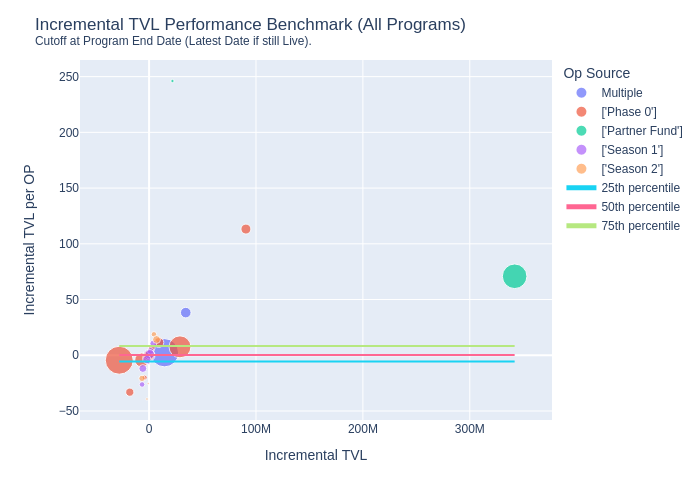 Incremental TVL Performance Benchmark (All Programs)
Cutoff at Program End Date (Latest Date if still Live).
Op Source
Multiple
['Phase 0']
['Partner Fund']
['Season 1']
['Season 2']
25th percentile
50th percentile
75th percentile
Incremental TVL per OP
250
200
150
100
50
0
−50
0
100M
200M
300M
Incremental TVL